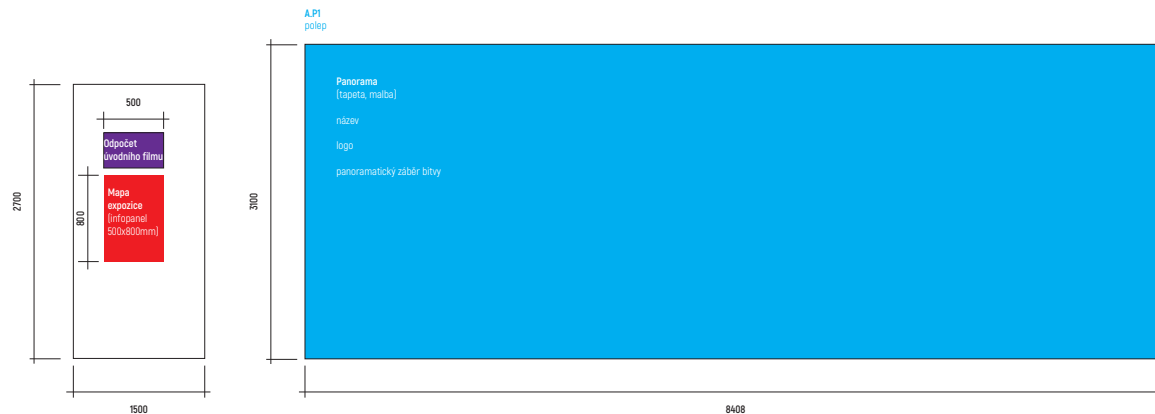 A.P1
polep
Panorama
(tapeta, malba)
název
logo
panoramatický záběr bitvy
500
Odpočet
úvodního filmu
Mapa
expozice
(infopanel
500x800mm)
800
2700
3100
1500
8408